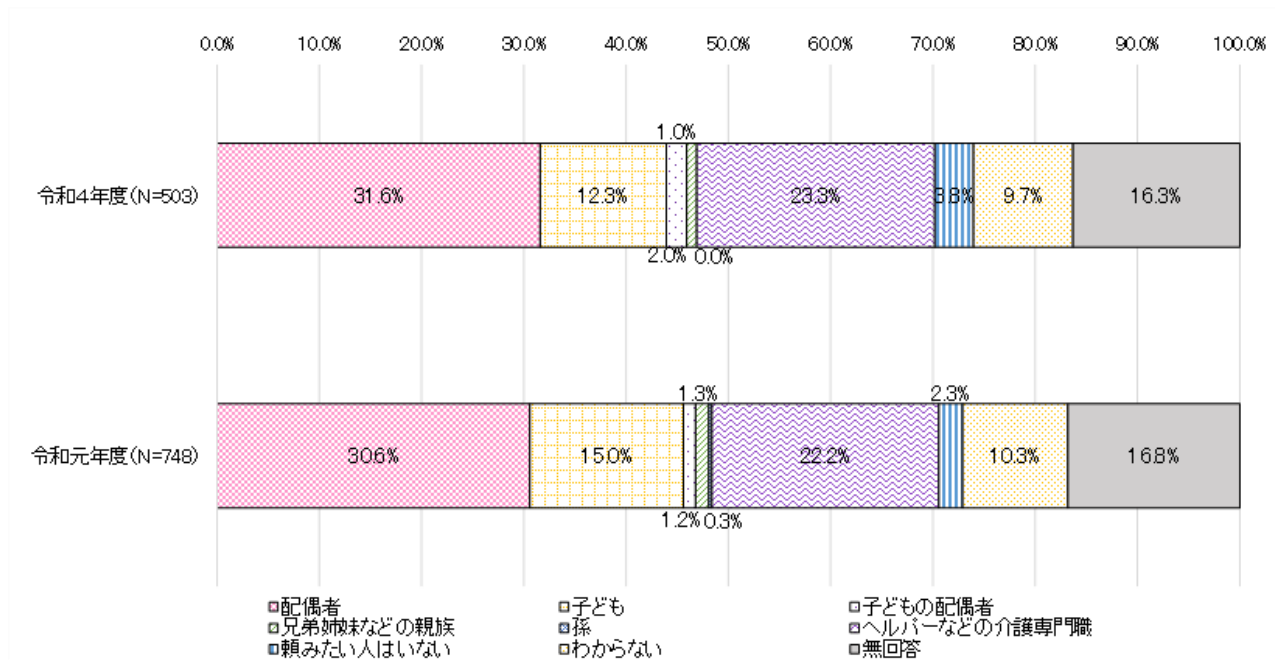 0.0% 10.0% 20.0% 30.0% 40.0% 50.0% 60.0% 70.0% 80.0% 90.0% 100.0%
1.0%
令和4年度(N=503) 31.6% 12.3% 23.3% 3.8% 9.7% 16.3%
2.0% 0.0%
1.3% 2.3%
令和元年度(N=748) 30.6% 15.0% 22.2% 10.3% 16.8%
1.2% 0.3%
配偶者 子ども 子どもの配偶者
兄弟姉妹などの親族 孫 ヘルパーなどの介護専門職
頼みたい人はいない わからない 無回答